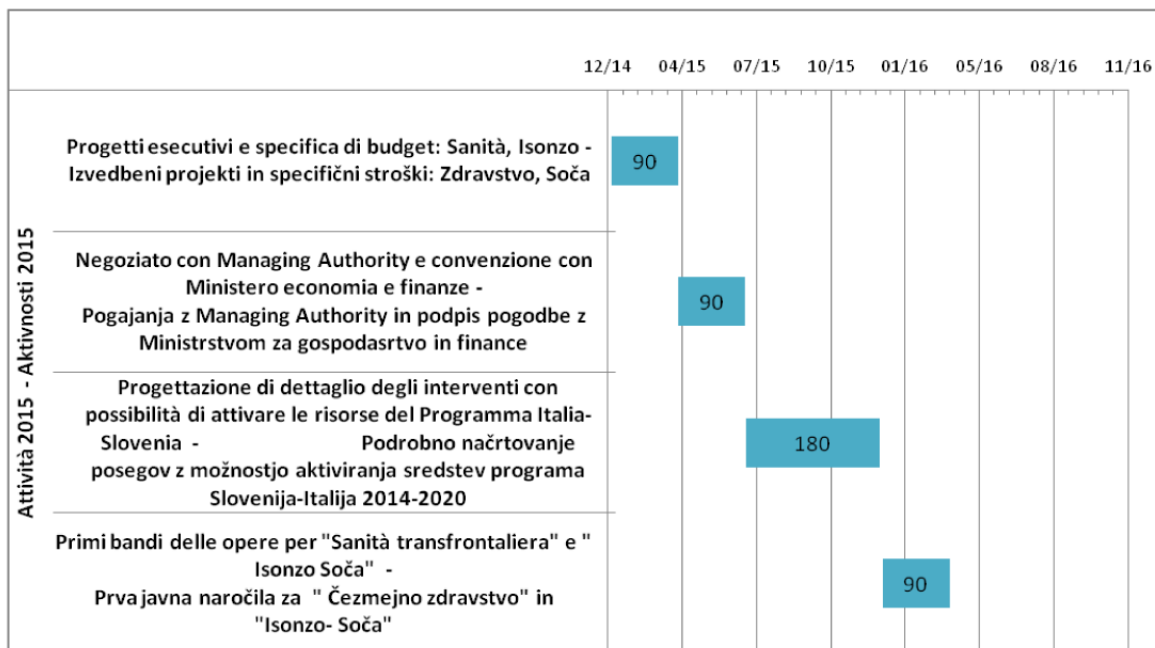 12/14 04/15 07/15 10/15 01/16 05/16 08/16 11/16
Attività 2015 - Aktivnosti 2015
Progetti esecutivi e specifica di budget: Sanità, Isonzo -
Izvedbeni projekti in specifični stroški: Zdravstvo, Soča
90
Negoziato con Managing Authority e convenzione con
Ministero economia e finanze -
Pogajanja z Managing Authority in podpis pogodbe z
Ministrstvom za gospodasrtvo in finance
90
Progettazione di dettaglio degli interventi con
possibilità di attivare le risorse del Programma Italia-
Slovenia - Podrobno načrtovanje
posegov z možnostjo aktiviranja sredstev programa
Slovenija-Italija 2014-2020
180
Primi bandi delle opere per "Sanità transfrontaliera" e "
Isonzo Soča" -
Prva javna naročila za " Čezmejno zdravstvo" in
"Isonzo- Soča"
90